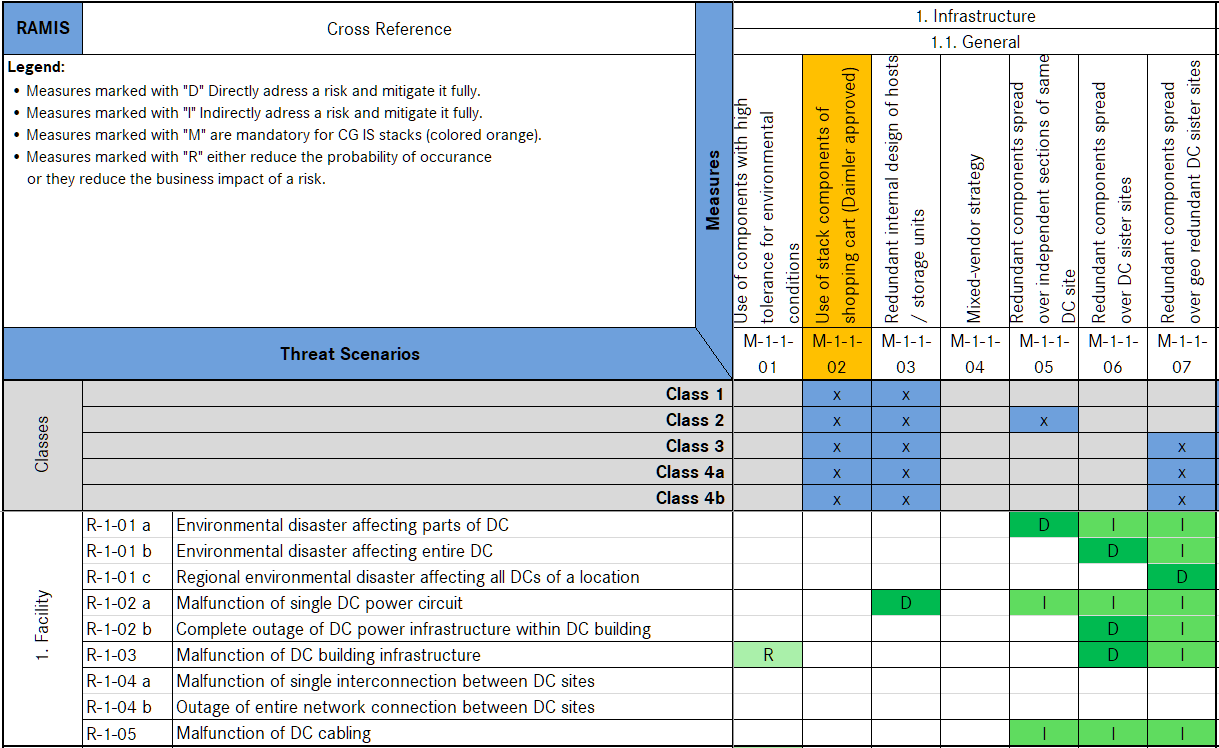 RAMIS
Cross Reference
Legend:
• Measures marked with "D" Directly adress a risk and mitigate it fully.
• Measures marked with "I" Indirectly adress a risk and mitigate it fully.
• Measures marked with "M" are mandatory for CG IS stacks (colored orange).
• Measures marked with "R" either reduce the probability of occurance
or they reduce the business impact of a risk.
Measures
Threat Scenarios
1. Infrastructure
1.1. General
Use of components with high
tolerance for environmental
conditions
Use of stack components of
shopping cart (Daimler approved)
Redundant internal design of hosts
/ storage units
Mixed-vendor strategy
Redundant components spread
over independent sections of same
DC site
Redundant components spread
over DC sister sites
Redundant components spread
over geo redundant DC sister sites
M-1-1-01 M-1-1-02 M-1-1-03 M-1-1-04 M-1-1-05 M-1-1-06 M-1-1-07
Classes
Class 1 x x
Class 2 x x x
Class 3 x x x
Class 4a x x x
Class 4b x x x
1. Facility
R-1-01 a Environmental disaster affecting parts of DC D I I
R-1-01 b Environmental disaster affecting entire DC D I
R-1-01 c Regional environmental disaster affecting all DCs of a location D
R-1-02 a Malfunction of single DC power circuit D I I I
R-1-02 b Complete outage of DC power infrastructure within DC building D I
R-1-03 Malfunction of DC building infrastructure R D I
R-1-04 a Malfunction of single interconnection between DC sites
R-1-04 b Outage of entire network connection between DC sites
R-1-05 Malfunction of DC cabling I I I